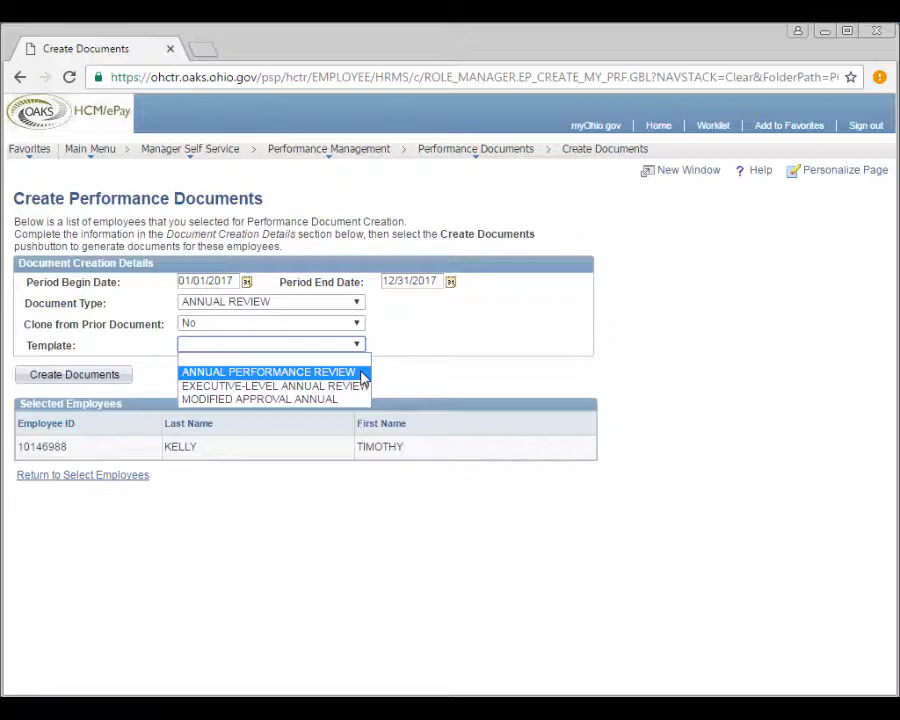 Create Documents
https://ohctr.oaks.ohio.gov/psp/hctr/EMPLOYEE/HRMS/c/ROLE_MANAGER.EP_CREATE_MY_PRF.GBL?NAVSTACK=Clear&FolderPath=P
OAKS HCM/ePay
myOhio.gov | Home | Worklist | Add to Favorites | Sign out
Favorites Main Menu > Manager Self Service > Performance Management > Performance Documents > Create Documents
New Window ? Help Personalize Page
Create Performance Documents
Below is a list of employees that you selected for Performance Document Creation.
Complete the information in the Document Creation Details section below, then select the Create Documents
pushbutton to generate documents for these employees.
Document Creation Details
Period Begin Date: 01/01/2017 Period End Date: 12/31/2017
Document Type: ANNUAL REVIEW
Clone from Prior Document: No
Template:
ANNUAL PERFORMANCE REVIEW
EXECUTIVE-LEVEL ANNUAL REVIEW
MODIFIED APPROVAL ANNUAL
Create Documents
Selected Employees
Employee ID Last Name First Name
10146988 KELLY TIMOTHY
Return to Select Employees